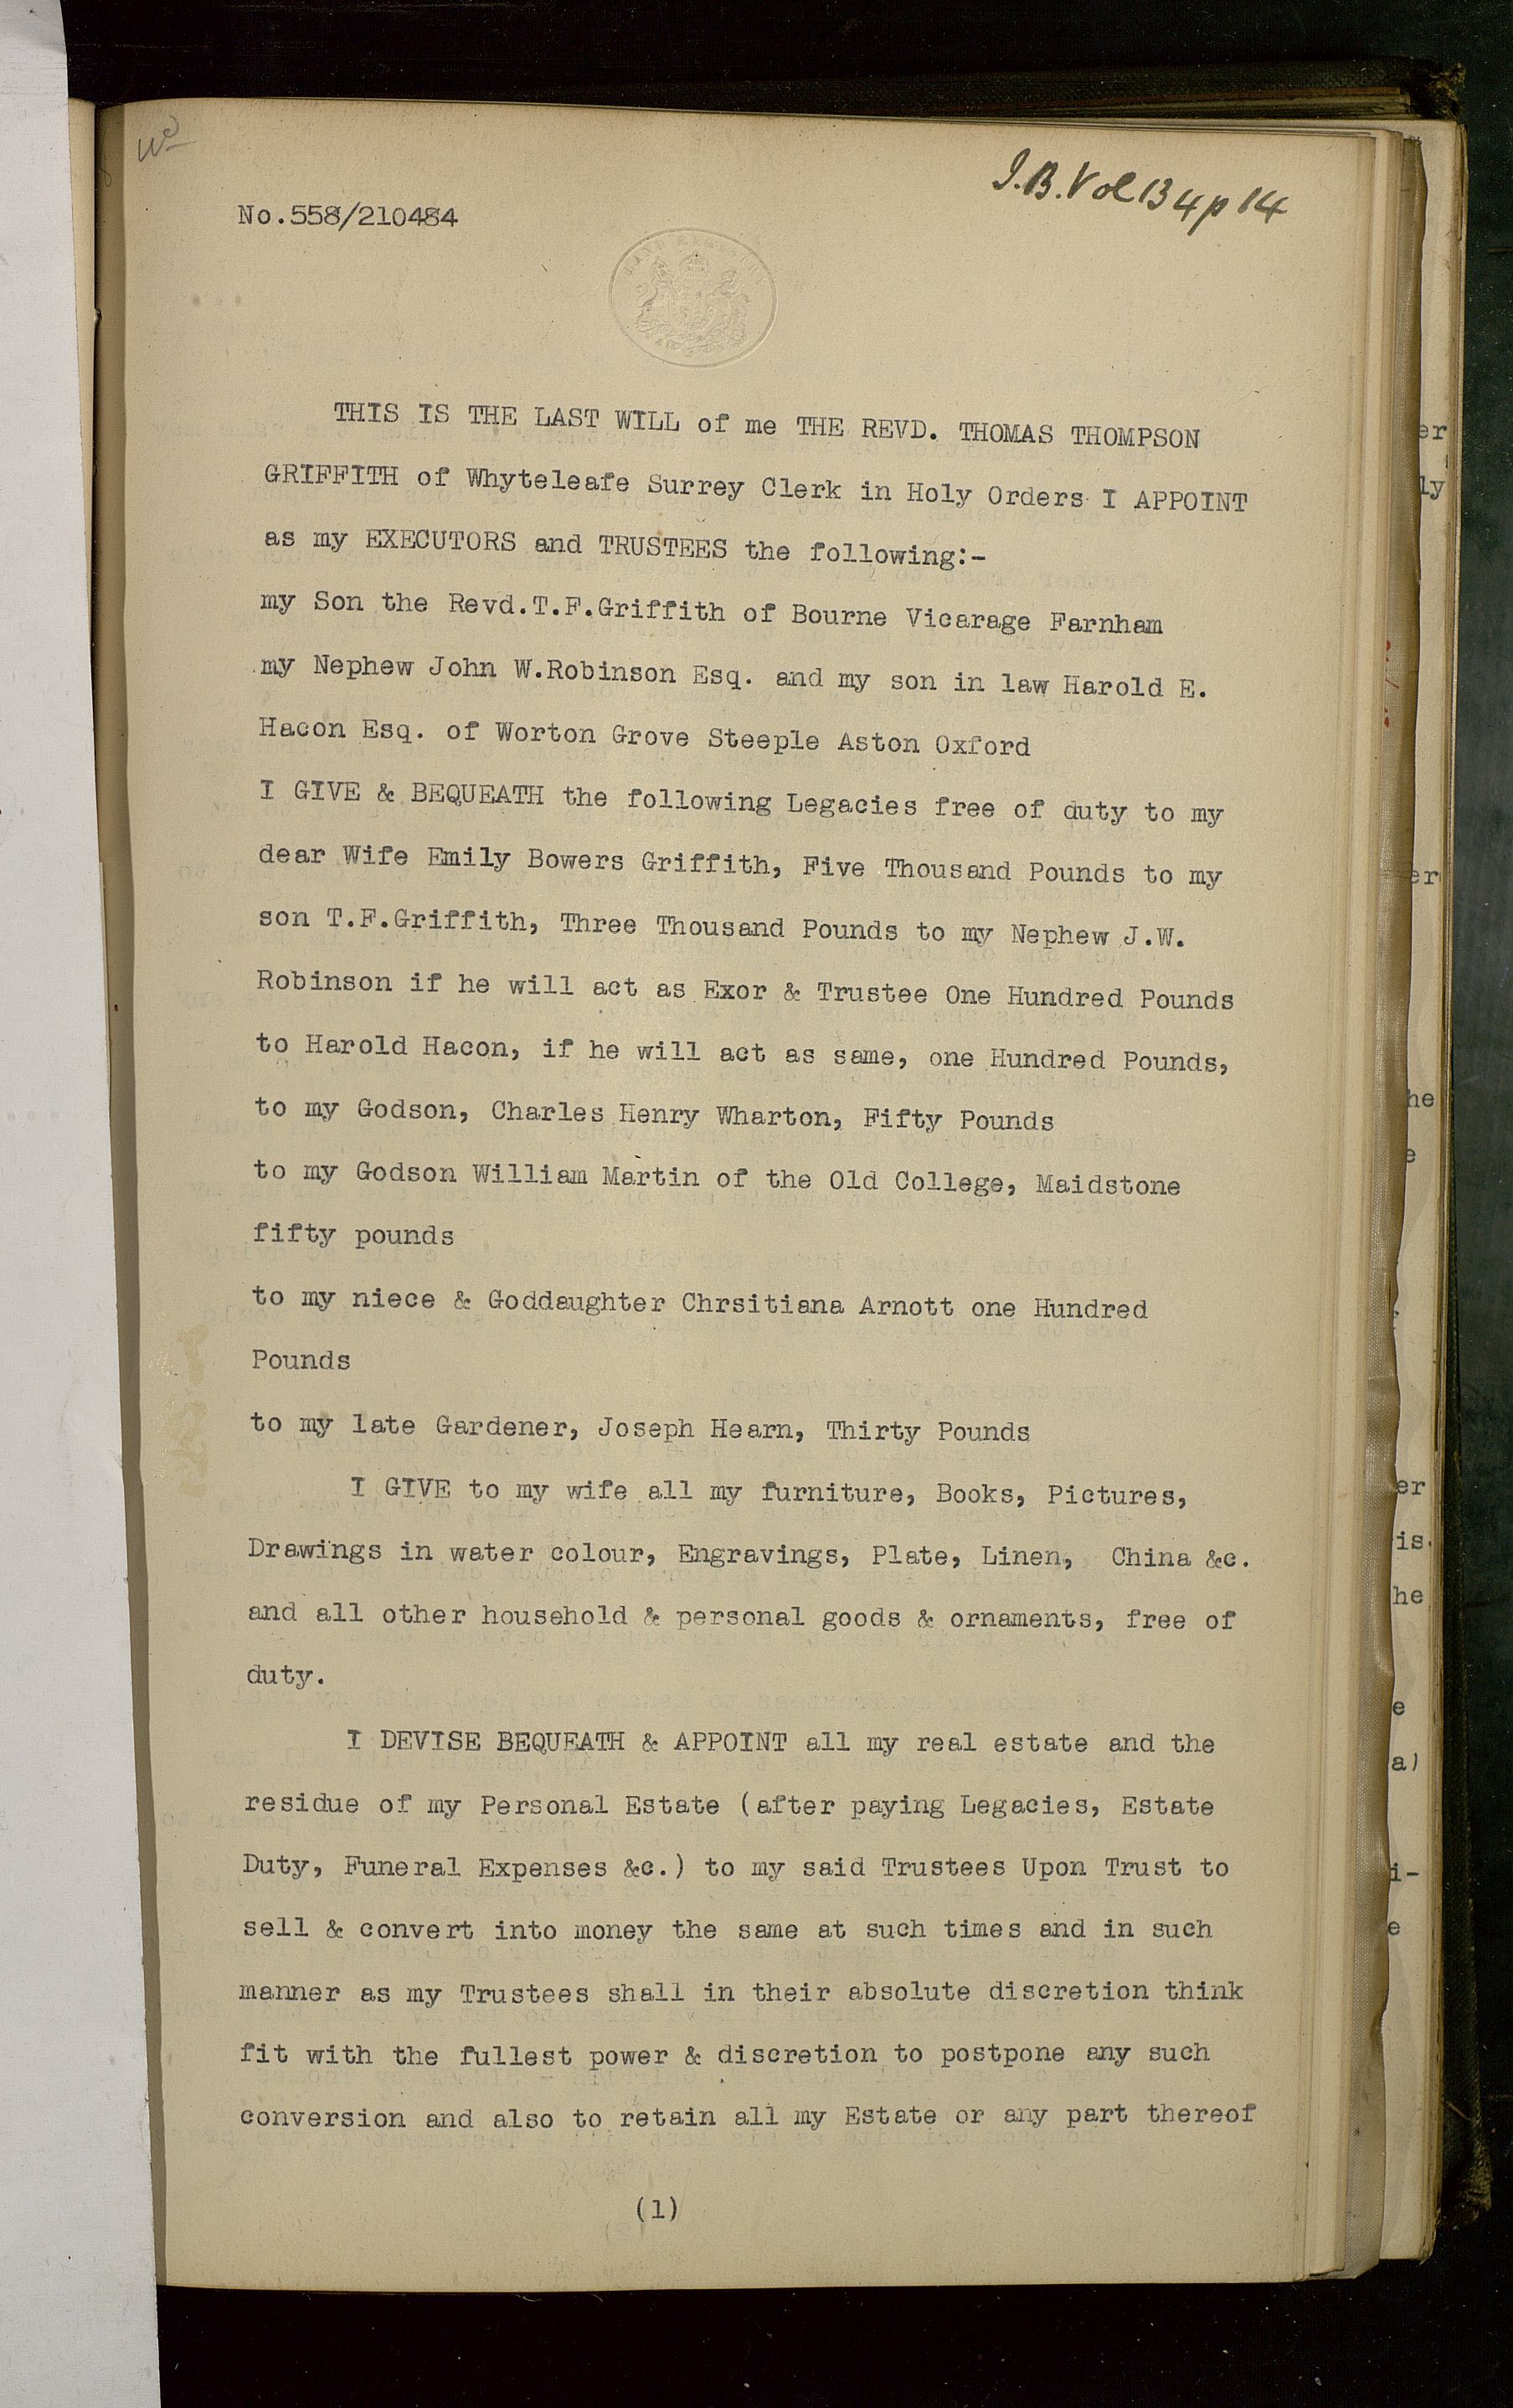 I.B. Vol 134 p 14
No.558/210484
THIS IS THE LAST WILL of me THE REVD. THOMAS THOMPSON
GRIFFITH of Whyteleafe Surrey Clerk in Holy Orders I APPOINT
as my EXECUTORS and TRUSTEES the following:-
my Son the Revd.T.F.Griffith of Bourne Vicarage Farnham
my Nephew John W.Robinson Esq. and my son in law Harold E.
Hacon Esq. of Worton Grove Steeple Aston Oxford
I GIVE & BEQUEATH the following Legacies free of duty to my
dear Wife Emily Bowers Griffith, Five Thousand Pounds to my
son T.F.Griffith, Three Thousand Pounds to my Nephew J.W.
Robinson if he will act as Exor & Trustee One Hundred Pounds
to Harold Hacon, if he will act as same, one Hundred Pounds,
to my Godson, Charles Henry Wharton, Fifty Pounds
to my Godson William Martin of the Old College, Maidstone
fifty pounds
to my niece & Goddaughter Chrsitiana Arnott one Hundred
Pounds
to my late Gardener, Joseph Hearn, Thirty Pounds
I GIVE to my wife all my furniture, Books, Pictures,
Drawings in water colour, Engravings, Plate, Linen, China &c.
and all other household & personal goods & ornaments, free of
duty.
I DEVISE BEQUEATH & APPOINT all my real estate and the
residue of my Personal Estate (after paying Legacies, Estate
Duty, Funeral Expenses &c.) to my said Trustees Upon Trust to
sell & convert into money the same at such times and in such
manner as my Trustees shall in their absolute discretion think
fit with the fullest power & discretion to postpone any such
conversion and also to retain all my Estate or any part thereof
(1)